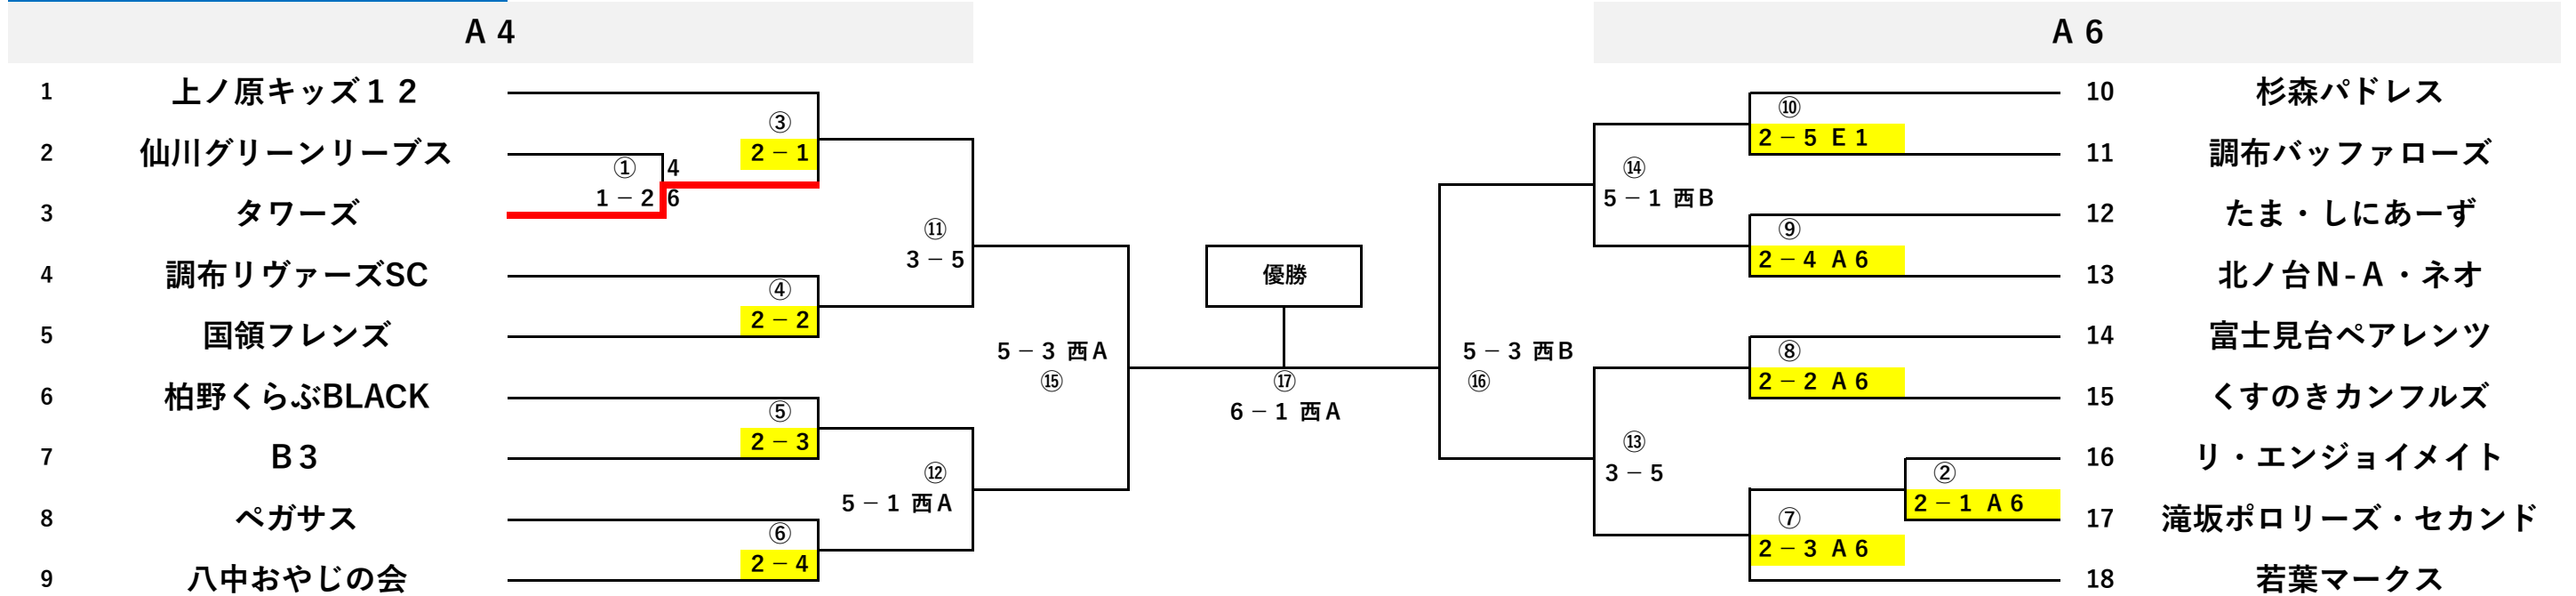 A 4
A 6
1 上ノ原キッズ１２
2 仙川グリーンリーブス
3 タワーズ
4 調布リヴァーズSC
5 国領フレンズ
6 柏野くらぶBLACK
7 B３
8 ペガサス
9 八中おやじの会
①
1－2
4
6
③
2－1
④
2－2
⑤
2－3
⑥
2－4
⑪
3－5
⑫
5－1 西A
5－3 西A
⑮
優勝
⑰
6－1 西A
5－3 西B
⑯
⑭
5－1 西B
⑬
3－5
⑩
2－5 E1
⑨
2－4 A6
⑧
2－2 A6
②
2－1 A6
⑦
2－3 A6
10 杉森パドレス
11 調布バッファローズ
12 たま・しにあーず
13 北ノ台N-A・ネオ
14 富士見台ペアレンツ
15 くすのきカンフルズ
16 リ・エンジョイメイト
17 滝坂ポロリーズ・セカンド
18 若葉マークス